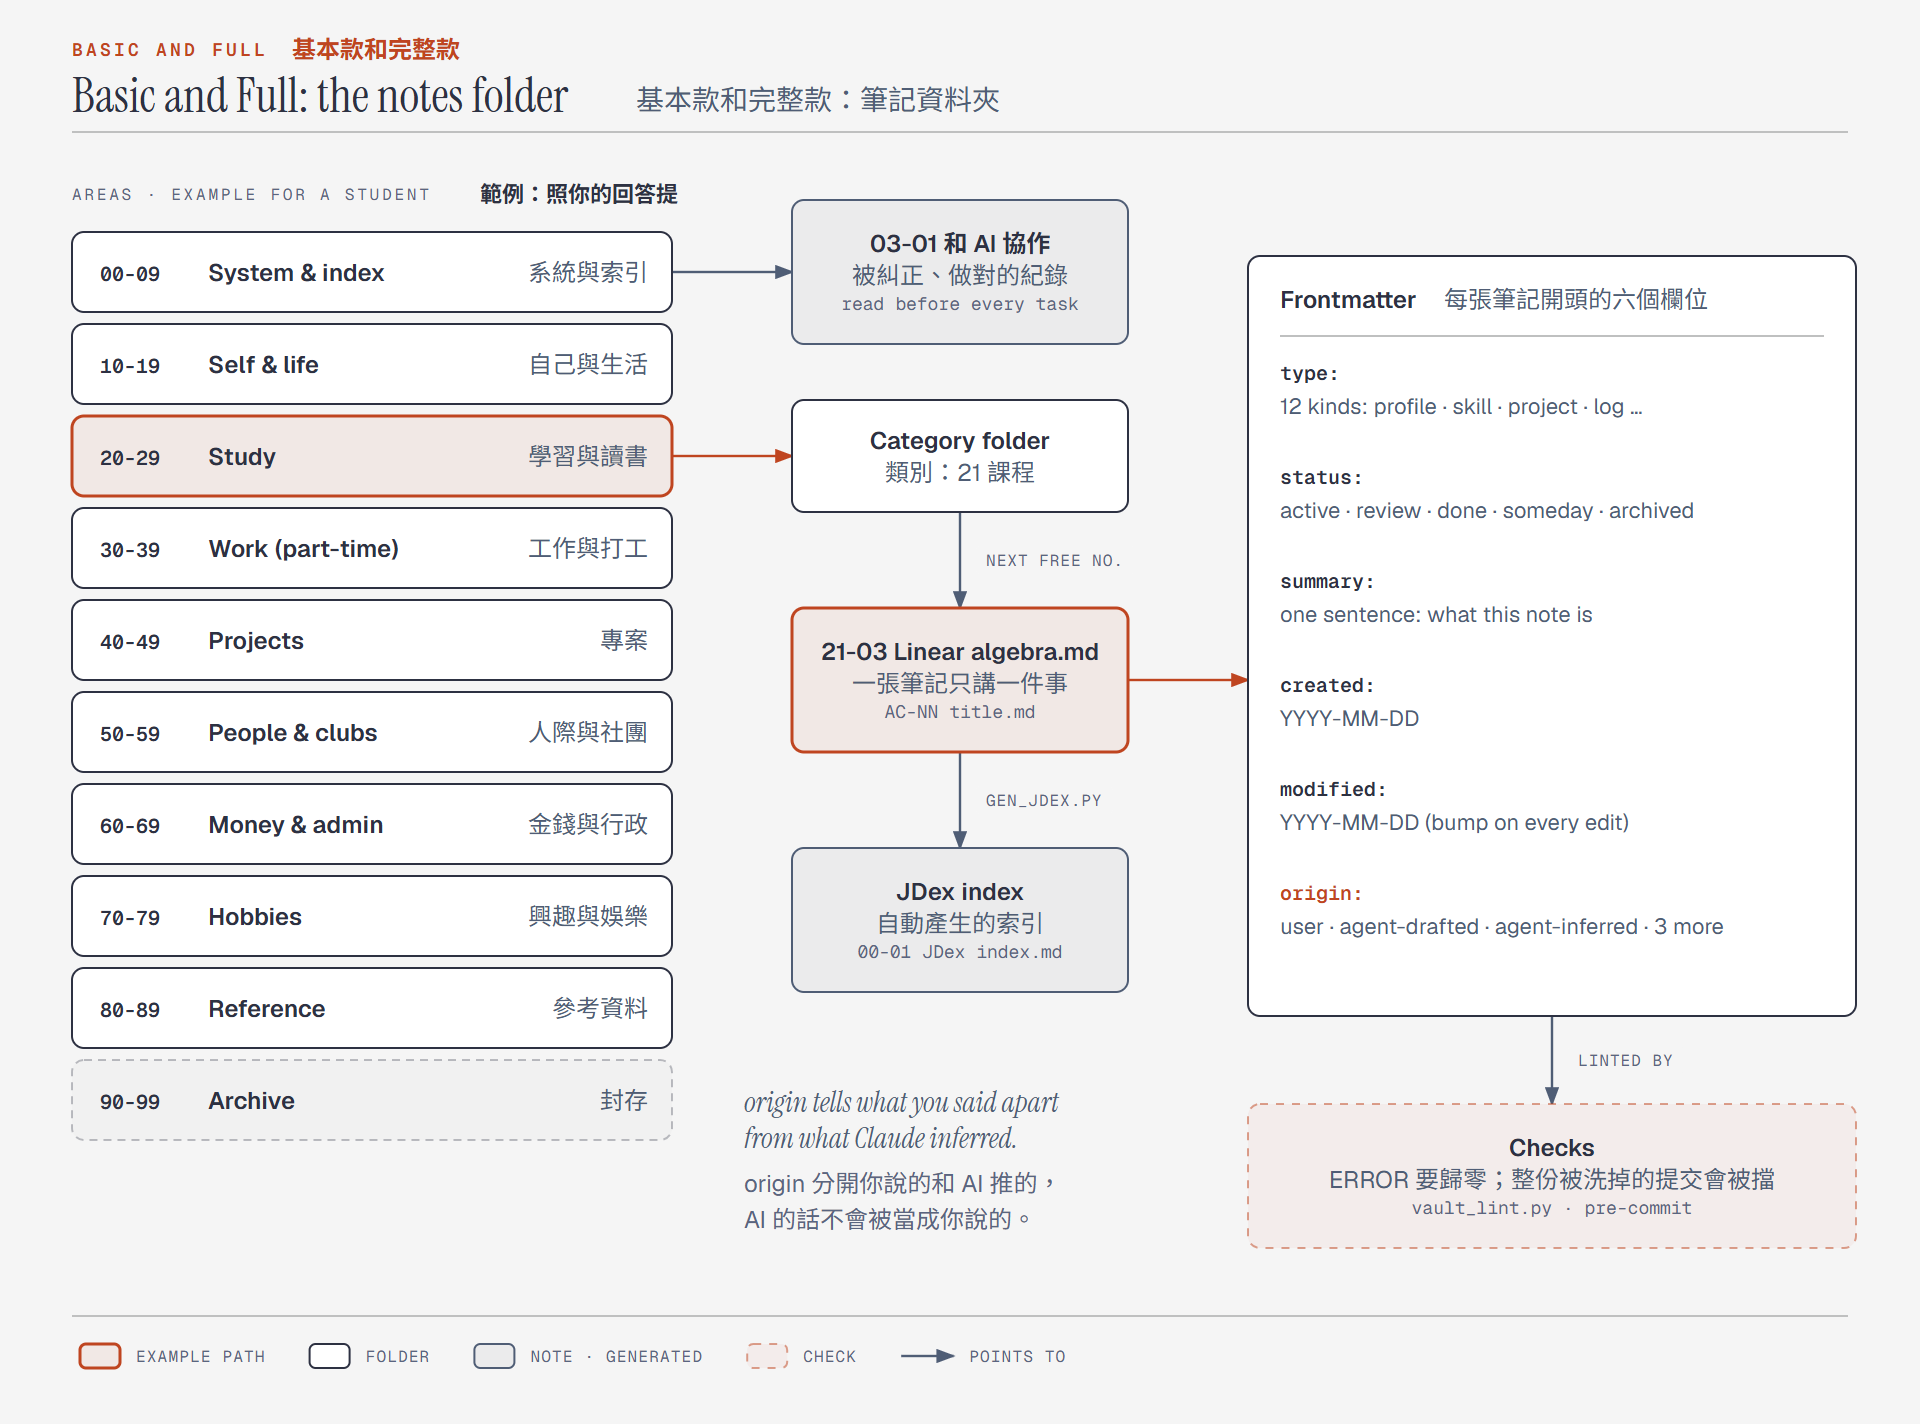 BASIC AND FULL 基本款和完整款
Basic and Full: the notes folder 基本款和完整款：筆記資料夾
AREAS · EXAMPLE FOR A STUDENT 範例：照你的回答提
00-09 System & index 系統與索引
10-19 Self & life 自己與生活
20-29 Study 學習與讀書
30-39 Work (part-time) 工作與打工
40-49 Projects 專案
50-59 People & clubs 人際與社團
60-69 Money & admin 金錢與行政
70-79 Hobbies 興趣與娛樂
80-89 Reference 參考資料
90-99 Archive 封存
03-01 和 AI 協作
被糾正、做對的紀錄
read before every task
Category folder
類別：21 課程
NEXT FREE NO.
21-03 Linear algebra.md
一張筆記只講一件事
AC-NN title.md
GEN_JDEX.PY
JDex index
自動產生的索引
00-01 JDex index.md
origin tells what you said apart
from what Claude inferred.
origin 分開你說的和 AI 推的，
AI 的話不會被當成你說的。
Frontmatter 每張筆記開頭的六個欄位
type:
12 kinds: profile · skill · project · log ...
status:
active · review · done · someday · archived
summary:
one sentence: what this note is
created:
YYYY-MM-DD
modified:
YYYY-MM-DD (bump on every edit)
origin:
user · agent-drafted · agent-inferred · 3 more
LINTED BY
Checks
ERROR 要歸零；整份被洗掉的提交會被擋
vault_lint.py · pre-commit
EXAMPLE PATH
FOLDER
NOTE · GENERATED
CHECK
POINTS TO